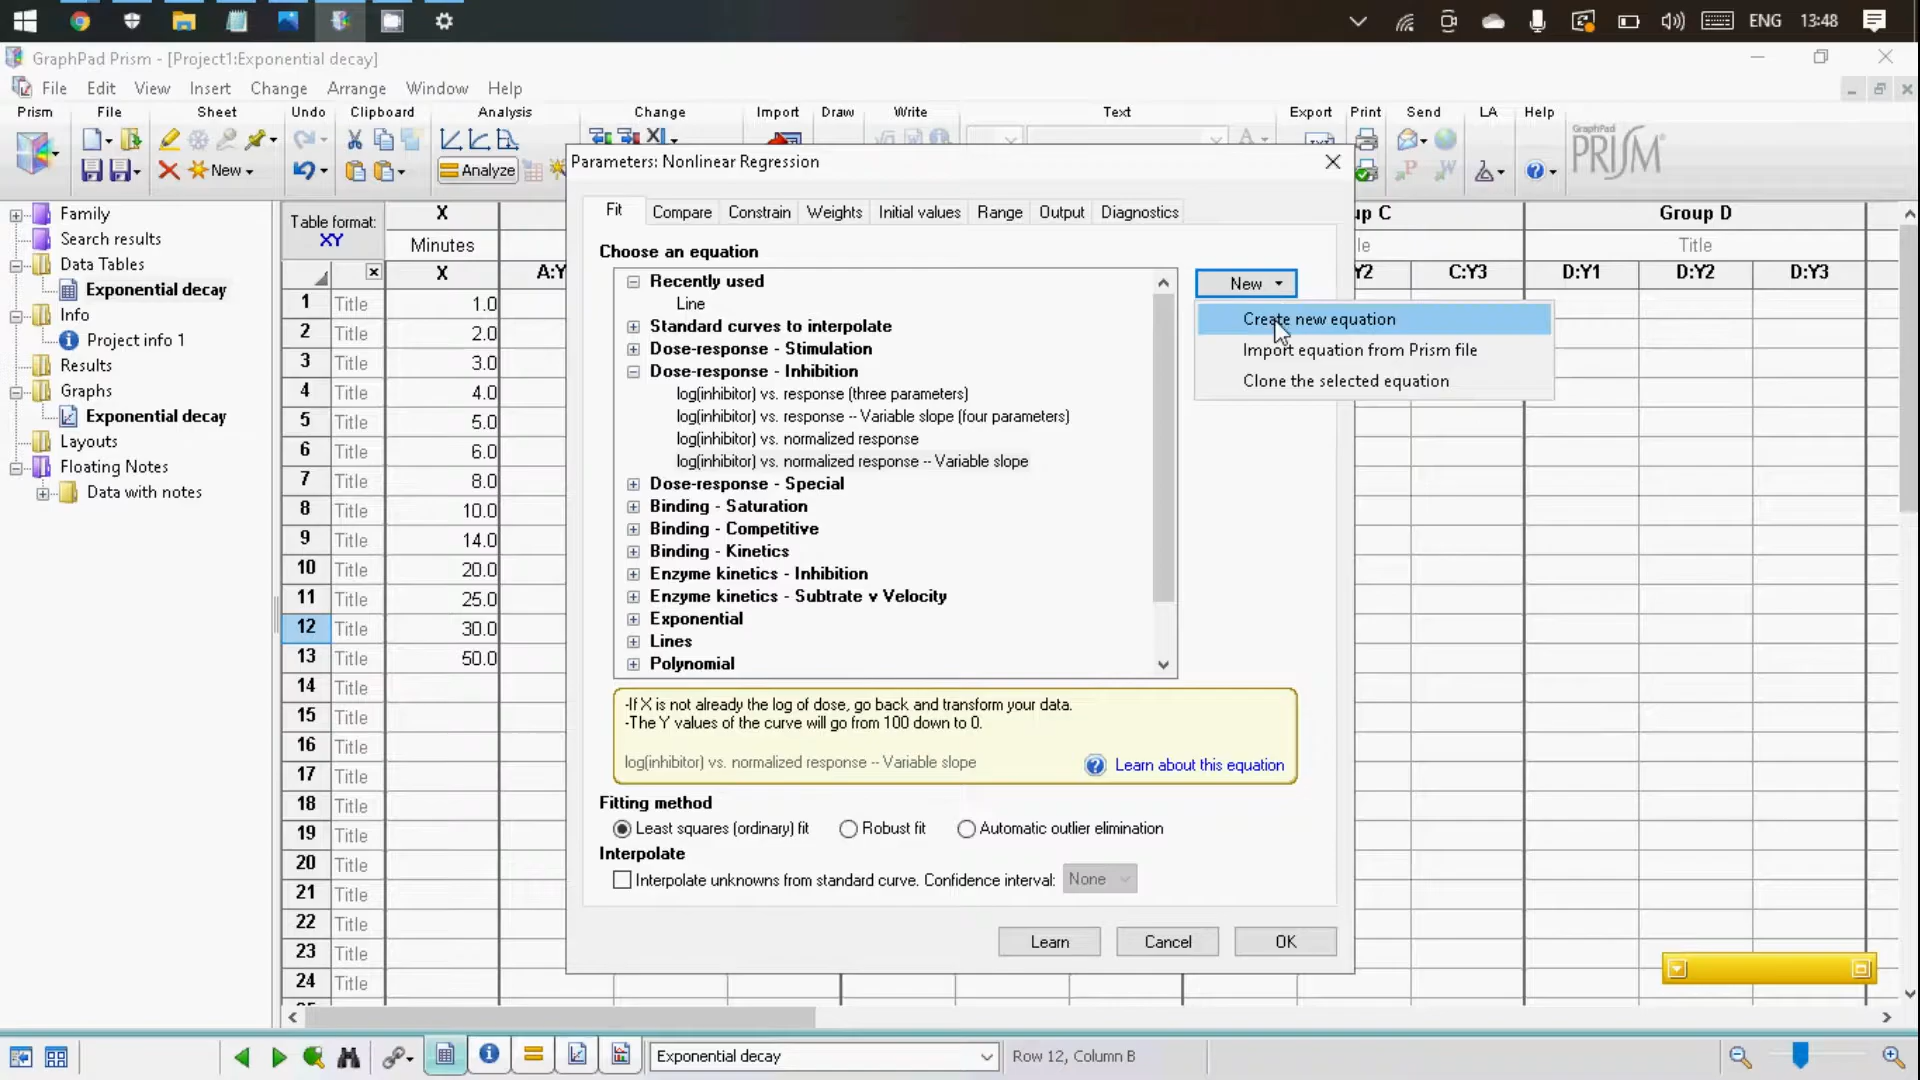 ENG 13:48
GraphPad Prism - [Project1:Exponential decay]
File Edit View Insert Change Arrange Window Help
Prism File Sheet Undo Clipboard Analysis Change Import Draw Write Text Export Print Send LA Help
New
Analyze
GraphPad
PRISM
Family
Search results
Data Tables
Exponential decay
Info
Project info 1
Results
Graphs
Exponential decay
Layouts
Floating Notes
Data with notes
Table format:
XY
X
Minutes
X
A:Y
1 Title 1.0
2 Title 2.0
3 Title 3.0
4 Title 4.0
5 Title 5.0
6 Title 6.0
7 Title 8.0
8 Title 10.0
9 Title 14.0
10 Title 20.0
11 Title 25.0
12 Title 30.0
13 Title 50.0
14 Title
15 Title
16 Title
17 Title
18 Title
19 Title
20 Title
21 Title
22 Title
23 Title
24 Title
up C Group D
le Title
Y2 C:Y3 D:Y1 D:Y2 D:Y3
Parameters: Nonlinear Regression
Fit Compare Constrain Weights Initial values Range Output Diagnostics
Choose an equation
Recently used
Line
Standard curves to interpolate
Dose-response - Stimulation
Dose-response - Inhibition
log(inhibitor) vs. response (three parameters)
log(inhibitor) vs. response -- Variable slope (four parameters)
log(inhibitor) vs. normalized response
log(inhibitor) vs. normalized response -- Variable slope
Dose-response - Special
Binding - Saturation
Binding - Competitive
Binding - Kinetics
Enzyme kinetics - Inhibition
Enzyme kinetics - Subtrate v Velocity
Exponential
Lines
Polynomial
New
Create new equation
Import equation from Prism file
Clone the selected equation
-If X is not already the log of dose, go back and transform your data.
-The Y values of the curve will go from 100 down to 0.
log(inhibitor) vs. normalized response -- Variable slope
Learn about this equation
Fitting method
Least squares (ordinary) fit Robust fit Automatic outlier elimination
Interpolate
Interpolate unknowns from standard curve. Confidence interval: None
Learn Cancel OK
Exponential decay
Row 12, Column B